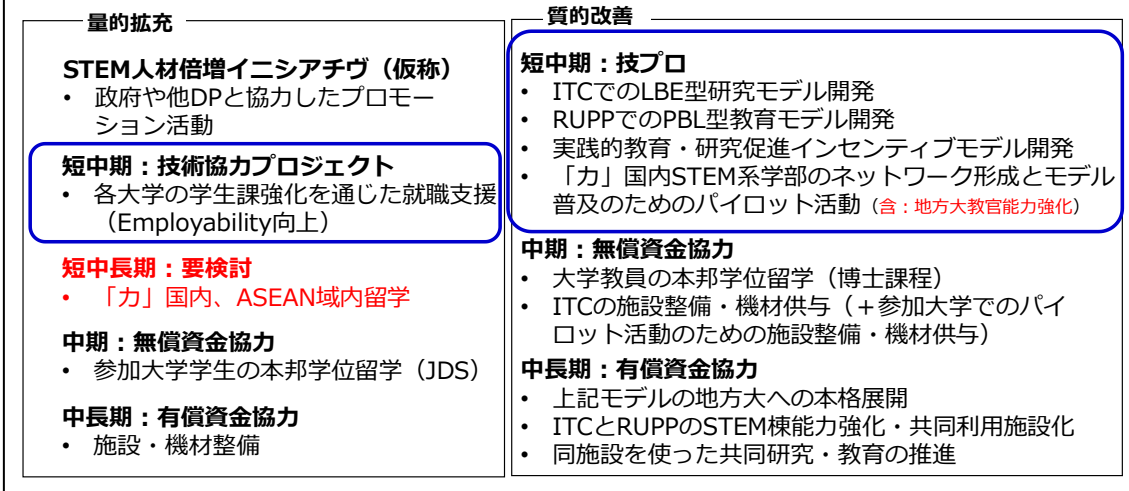 量的拡充
STEM人材倍増イニシアチヴ（仮称）
• 政府や他DPと協力したプロモー
ション活動
短中期：技術協力プロジェクト
• 各大学の学生課強化を通じた就職支援
（Employability向上）
短中長期：要検討
• 「カ」国内、ASEAN域内留学
中期：無償資金協力
• 参加大学学生の本邦学位留学（JDS）
中長期：有償資金協力
• 施設・機材整備
質的改善
短中期：技プロ
• ITCでのLBE型研究モデル開発
• RUPPでのPBL型教育モデル開発
• 実践的教育・研究促進インセンティブモデル開発
• 「カ」国内STEM系学部のネットワーク形成とモデル
普及のためのパイロット活動（含：地方大教官能力強化）
中期：無償資金協力
• 大学教員の本邦学位留学（博士課程）
• ITCの施設整備・機材供与（＋参加大学でのパイ
ロット活動のための施設整備・機材供与）
中長期：有償資金協力
• 上記モデルの地方大への本格展開
• ITCとRUPPのSTEM棟能力強化・共同利用施設化
• 同施設を使った共同研究・教育の推進